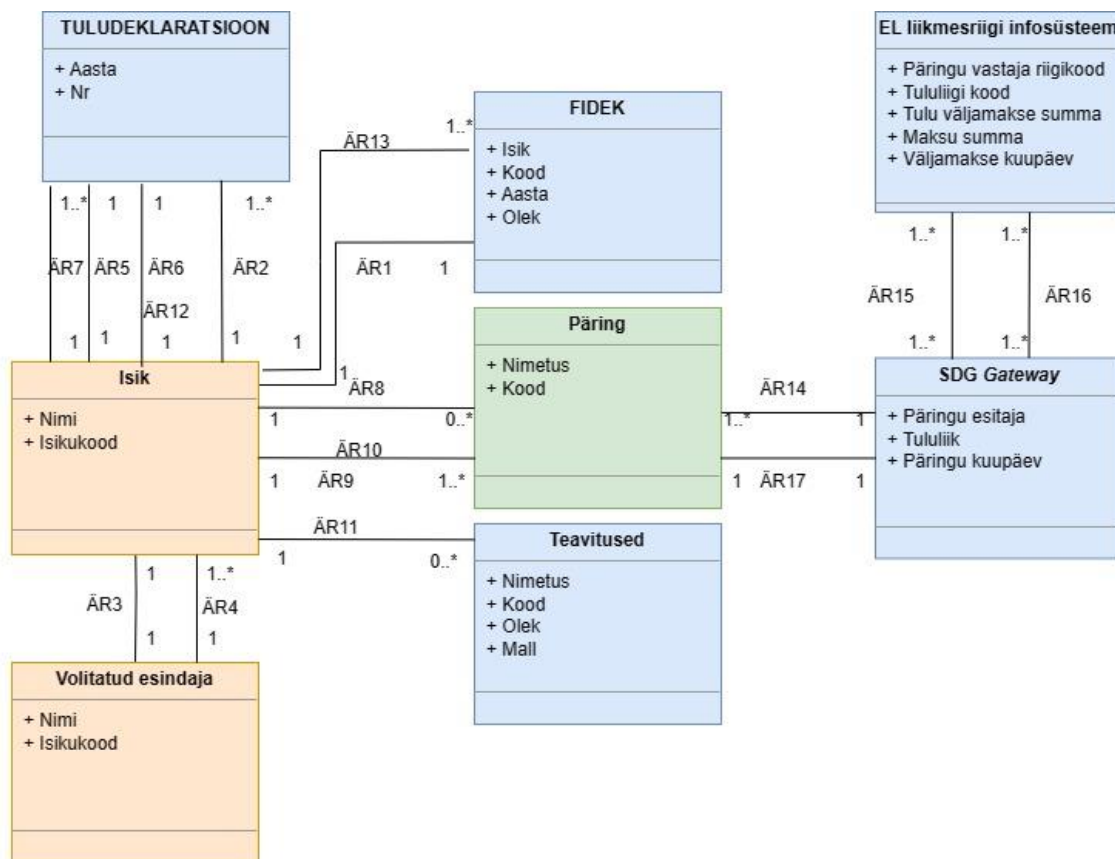 TULUDEKLARATSIOON
+ Aasta
+ Nr
EL liikmesriigi infosüsteem
+ Päringu vastaja riigikood
+ Tululiigi kood
+ Tulu väljamakse summa
+ Maksu summa
+ Väljamakse kuupäev
FIDEK
+ Isik
+ Kood
+ Aasta
+ Olek
1..*
ÄR13
1..* 1 1 1..*
ÄR7 ÄR5 ÄR6 ÄR2
ÄR12
1 1 1 1
ÄR1 1
1
1
1..* 1..*
ÄR15 ÄR16
1..* 1..*
Isik
+ Nimi
+ Isikukood
Päring
+ Nimetus
+ Kood
SDG Gateway
+ Päringu esitaja
+ Tululiik
+ Päringu kuupäev
ÄR8
1 0..*
ÄR10
1 ÄR9 1..*
ÄR14
1..* 1
1 ÄR17 1
ÄR11
1 0..*
Teavitused
+ Nimetus
+ Kood
+ Olek
+ Mall
1 1..*
ÄR3 ÄR4
1 1
Volitatud esindaja
+ Nimi
+ Isikukood